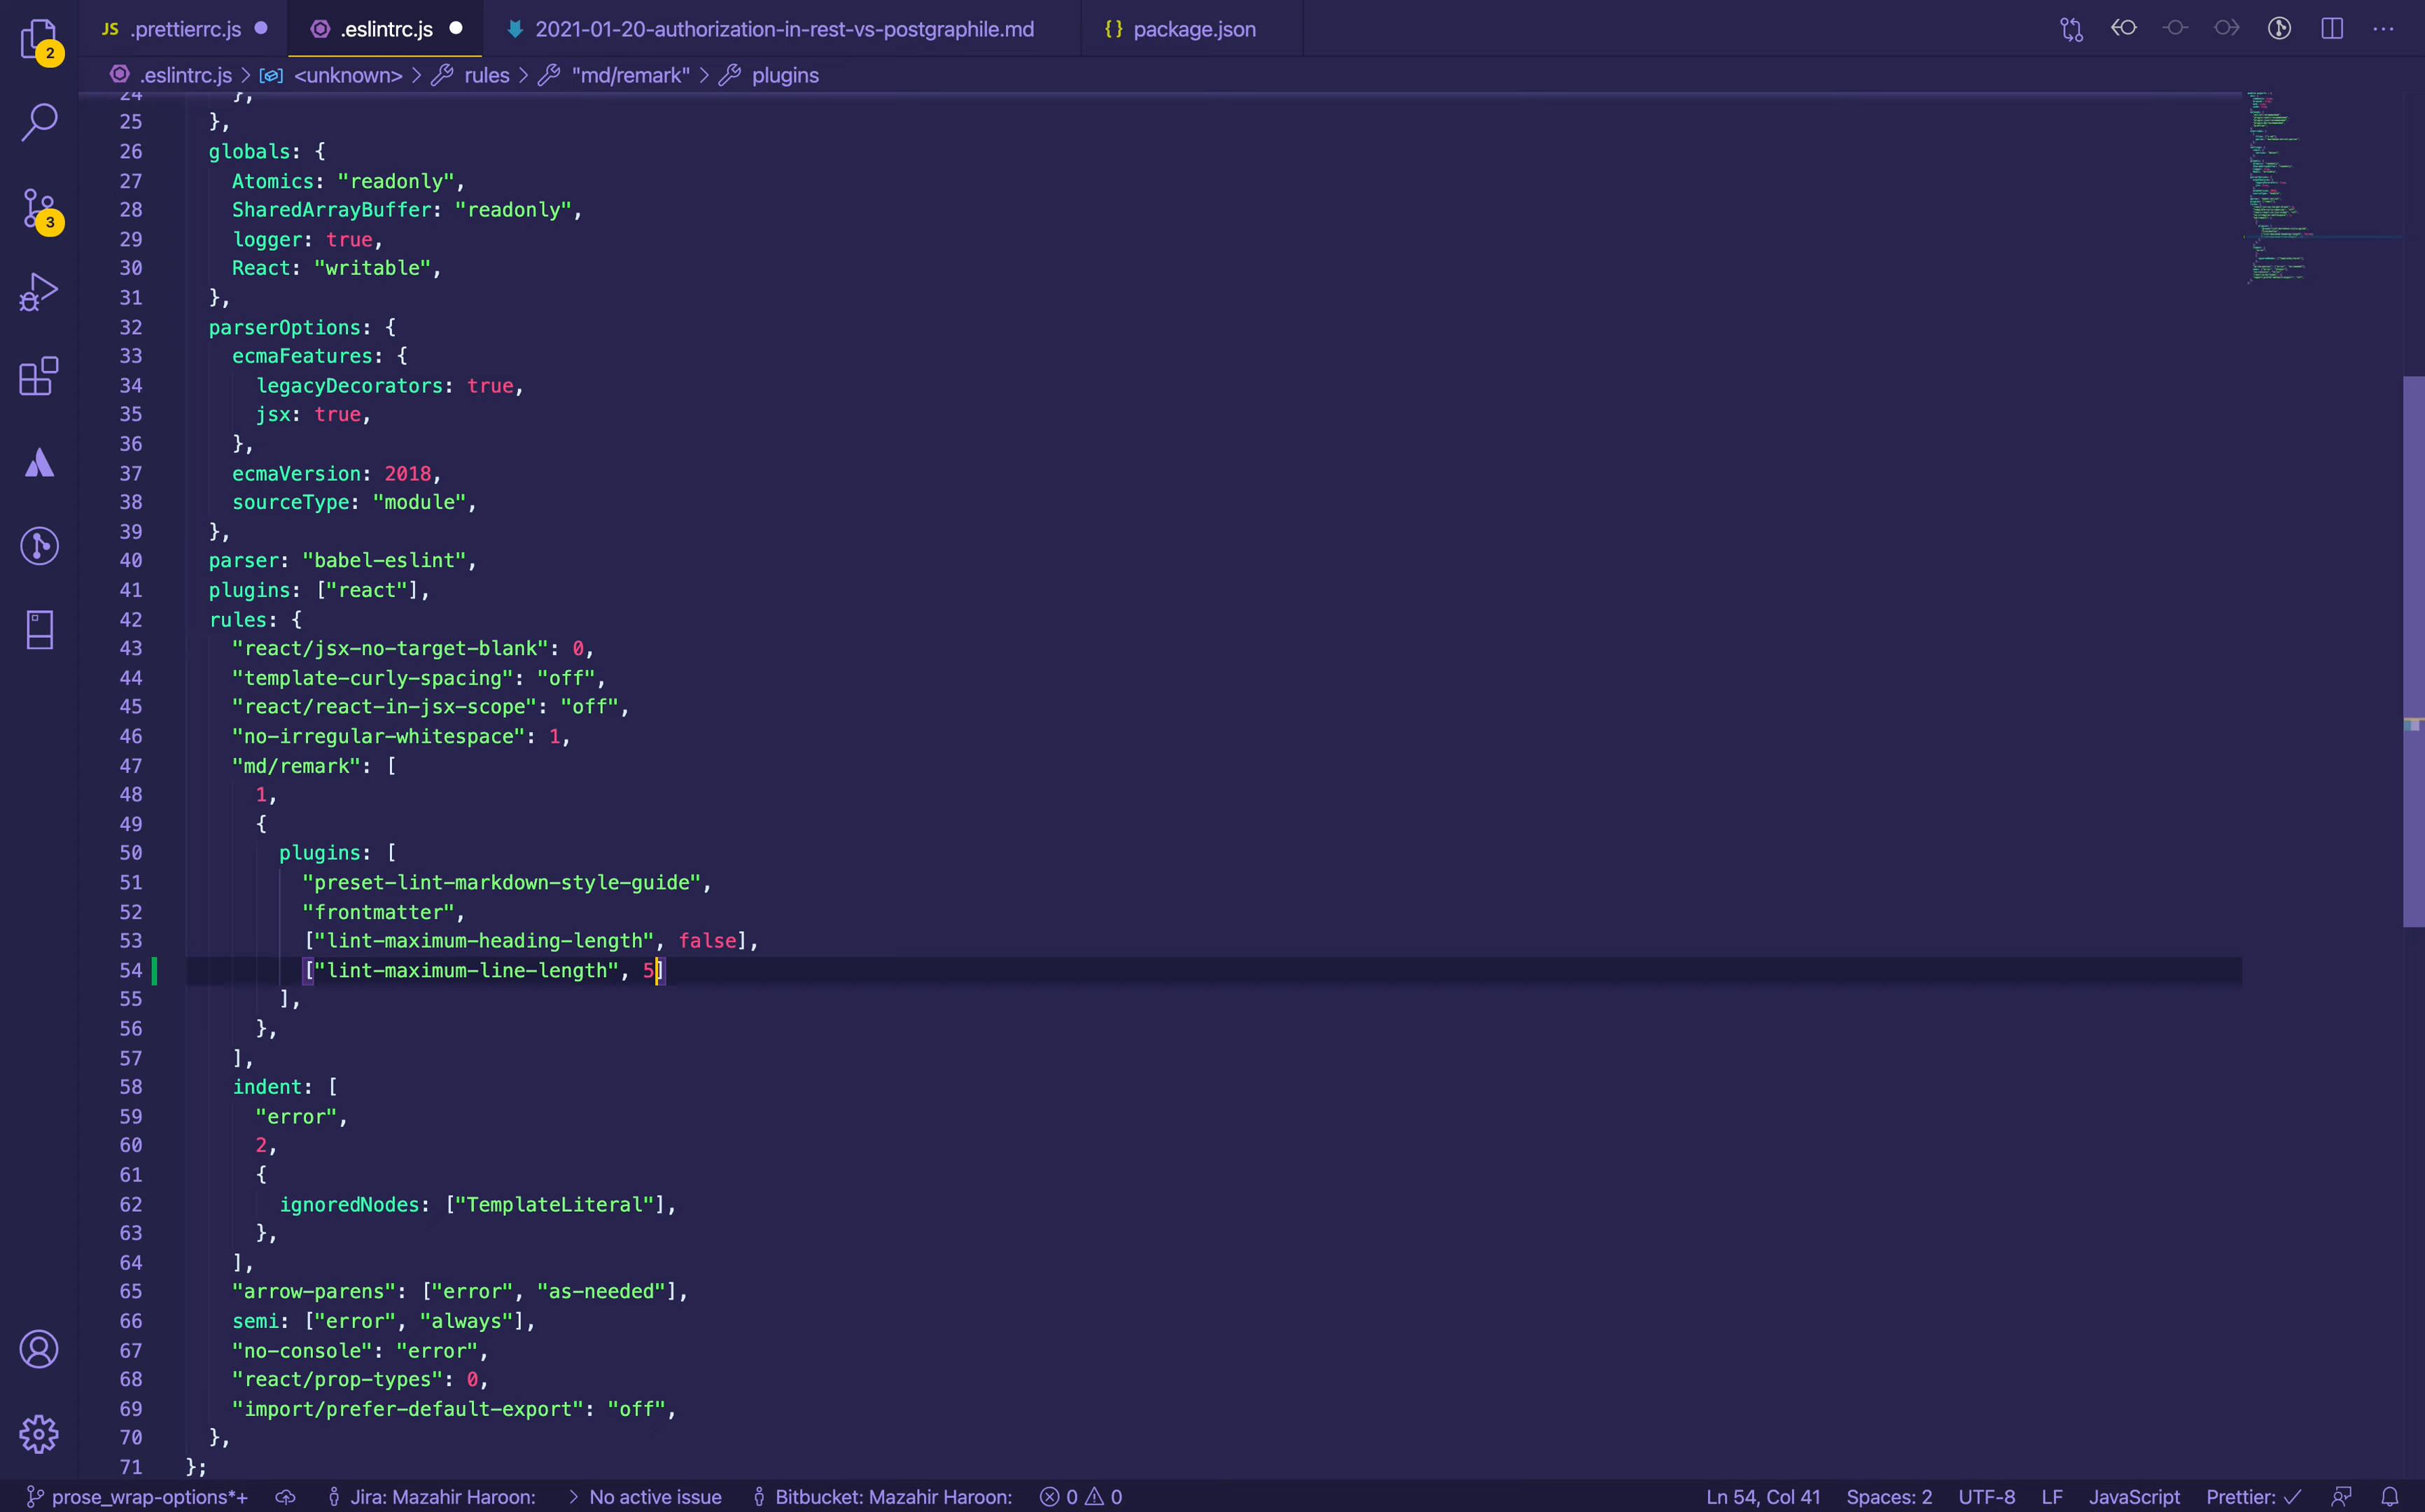 2
JS .prettierrc.js
.eslintrc.js
2021-01-20-authorization-in-rest-vs-postgraphile.md
{} package.json
.eslintrc.js > <unknown> > rules > "md/remark" > plugins
3
24 },
25 },
26 globals: {
27 Atomics: "readonly",
28 SharedArrayBuffer: "readonly",
29 logger: true,
30 React: "writable",
31 },
32 parserOptions: {
33 ecmaFeatures: {
34 legacyDecorators: true,
35 jsx: true,
36 },
37 ecmaVersion: 2018,
38 sourceType: "module",
39 },
40 parser: "babel-eslint",
41 plugins: ["react"],
42 rules: {
43 "react/jsx-no-target-blank": 0,
44 "template-curly-spacing": "off",
45 "react/react-in-jsx-scope": "off",
46 "no-irregular-whitespace": 1,
47 "md/remark": [
48 1,
49 {
50 plugins: [
51 "preset-lint-markdown-style-guide",
52 "frontmatter",
53 ["lint-maximum-heading-length", false],
54 ["lint-maximum-line-length", 5]
55 ],
56 },
57 ],
58 indent: [
59 "error",
60 2,
61 {
62 ignoredNodes: ["TemplateLiteral"],
63 },
64 ],
65 "arrow-parens": ["error", "as-needed"],
66 semi: ["error", "always"],
67 "no-console": "error",
68 "react/prop-types": 0,
69 "import/prefer-default-export": "off",
70 },
71 };
prose_wrap-options*+ Jira: Mazahir Haroon: > No active issue Bitbucket: Mazahir Haroon: 0 0 Ln 54, Col 41 Spaces: 2 UTF-8 LF JavaScript Prettier: ✓